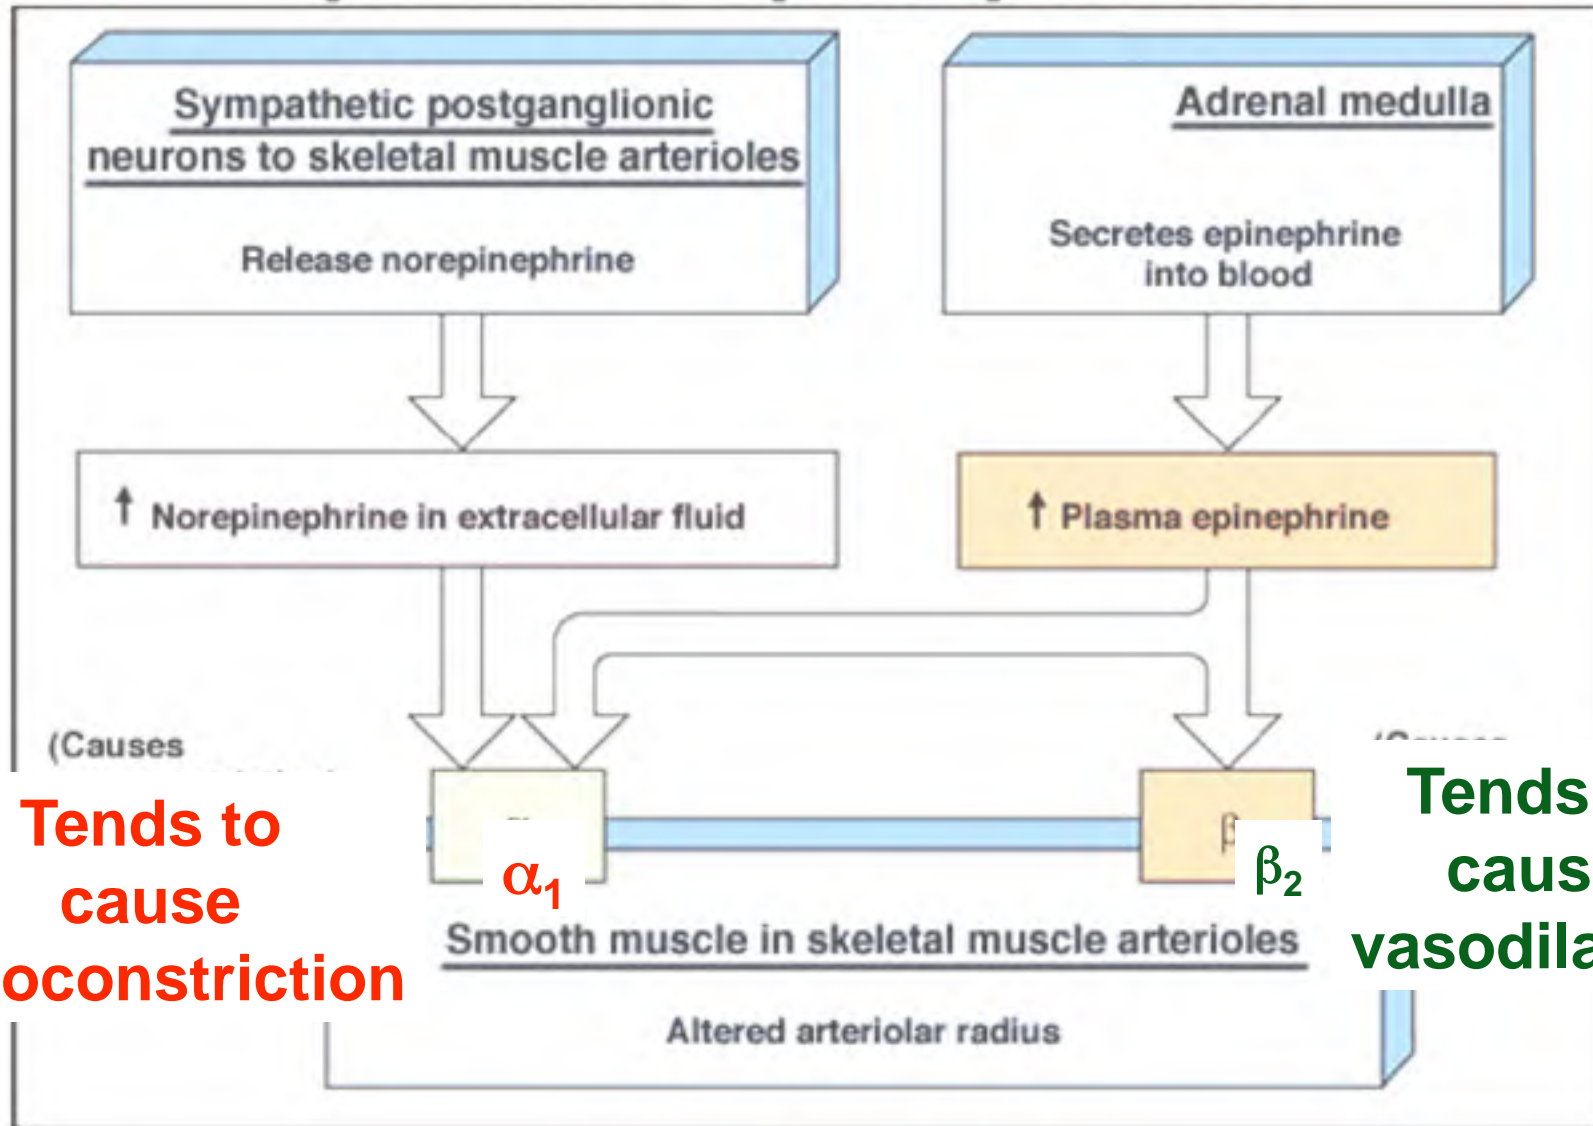 Sympathetic postganglionic
neurons to skeletal muscle arterioles
Release norepinephrine
Adrenal medulla
Secretes epinephrine
into blood
↑ Norepinephrine in extracellular fluid
↑ Plasma epinephrine
(Causes
Tends to
cause
oconstriction
α1
β2
Tends
caus
vasodila
Smooth muscle in skeletal muscle arterioles
Altered arteriolar radius